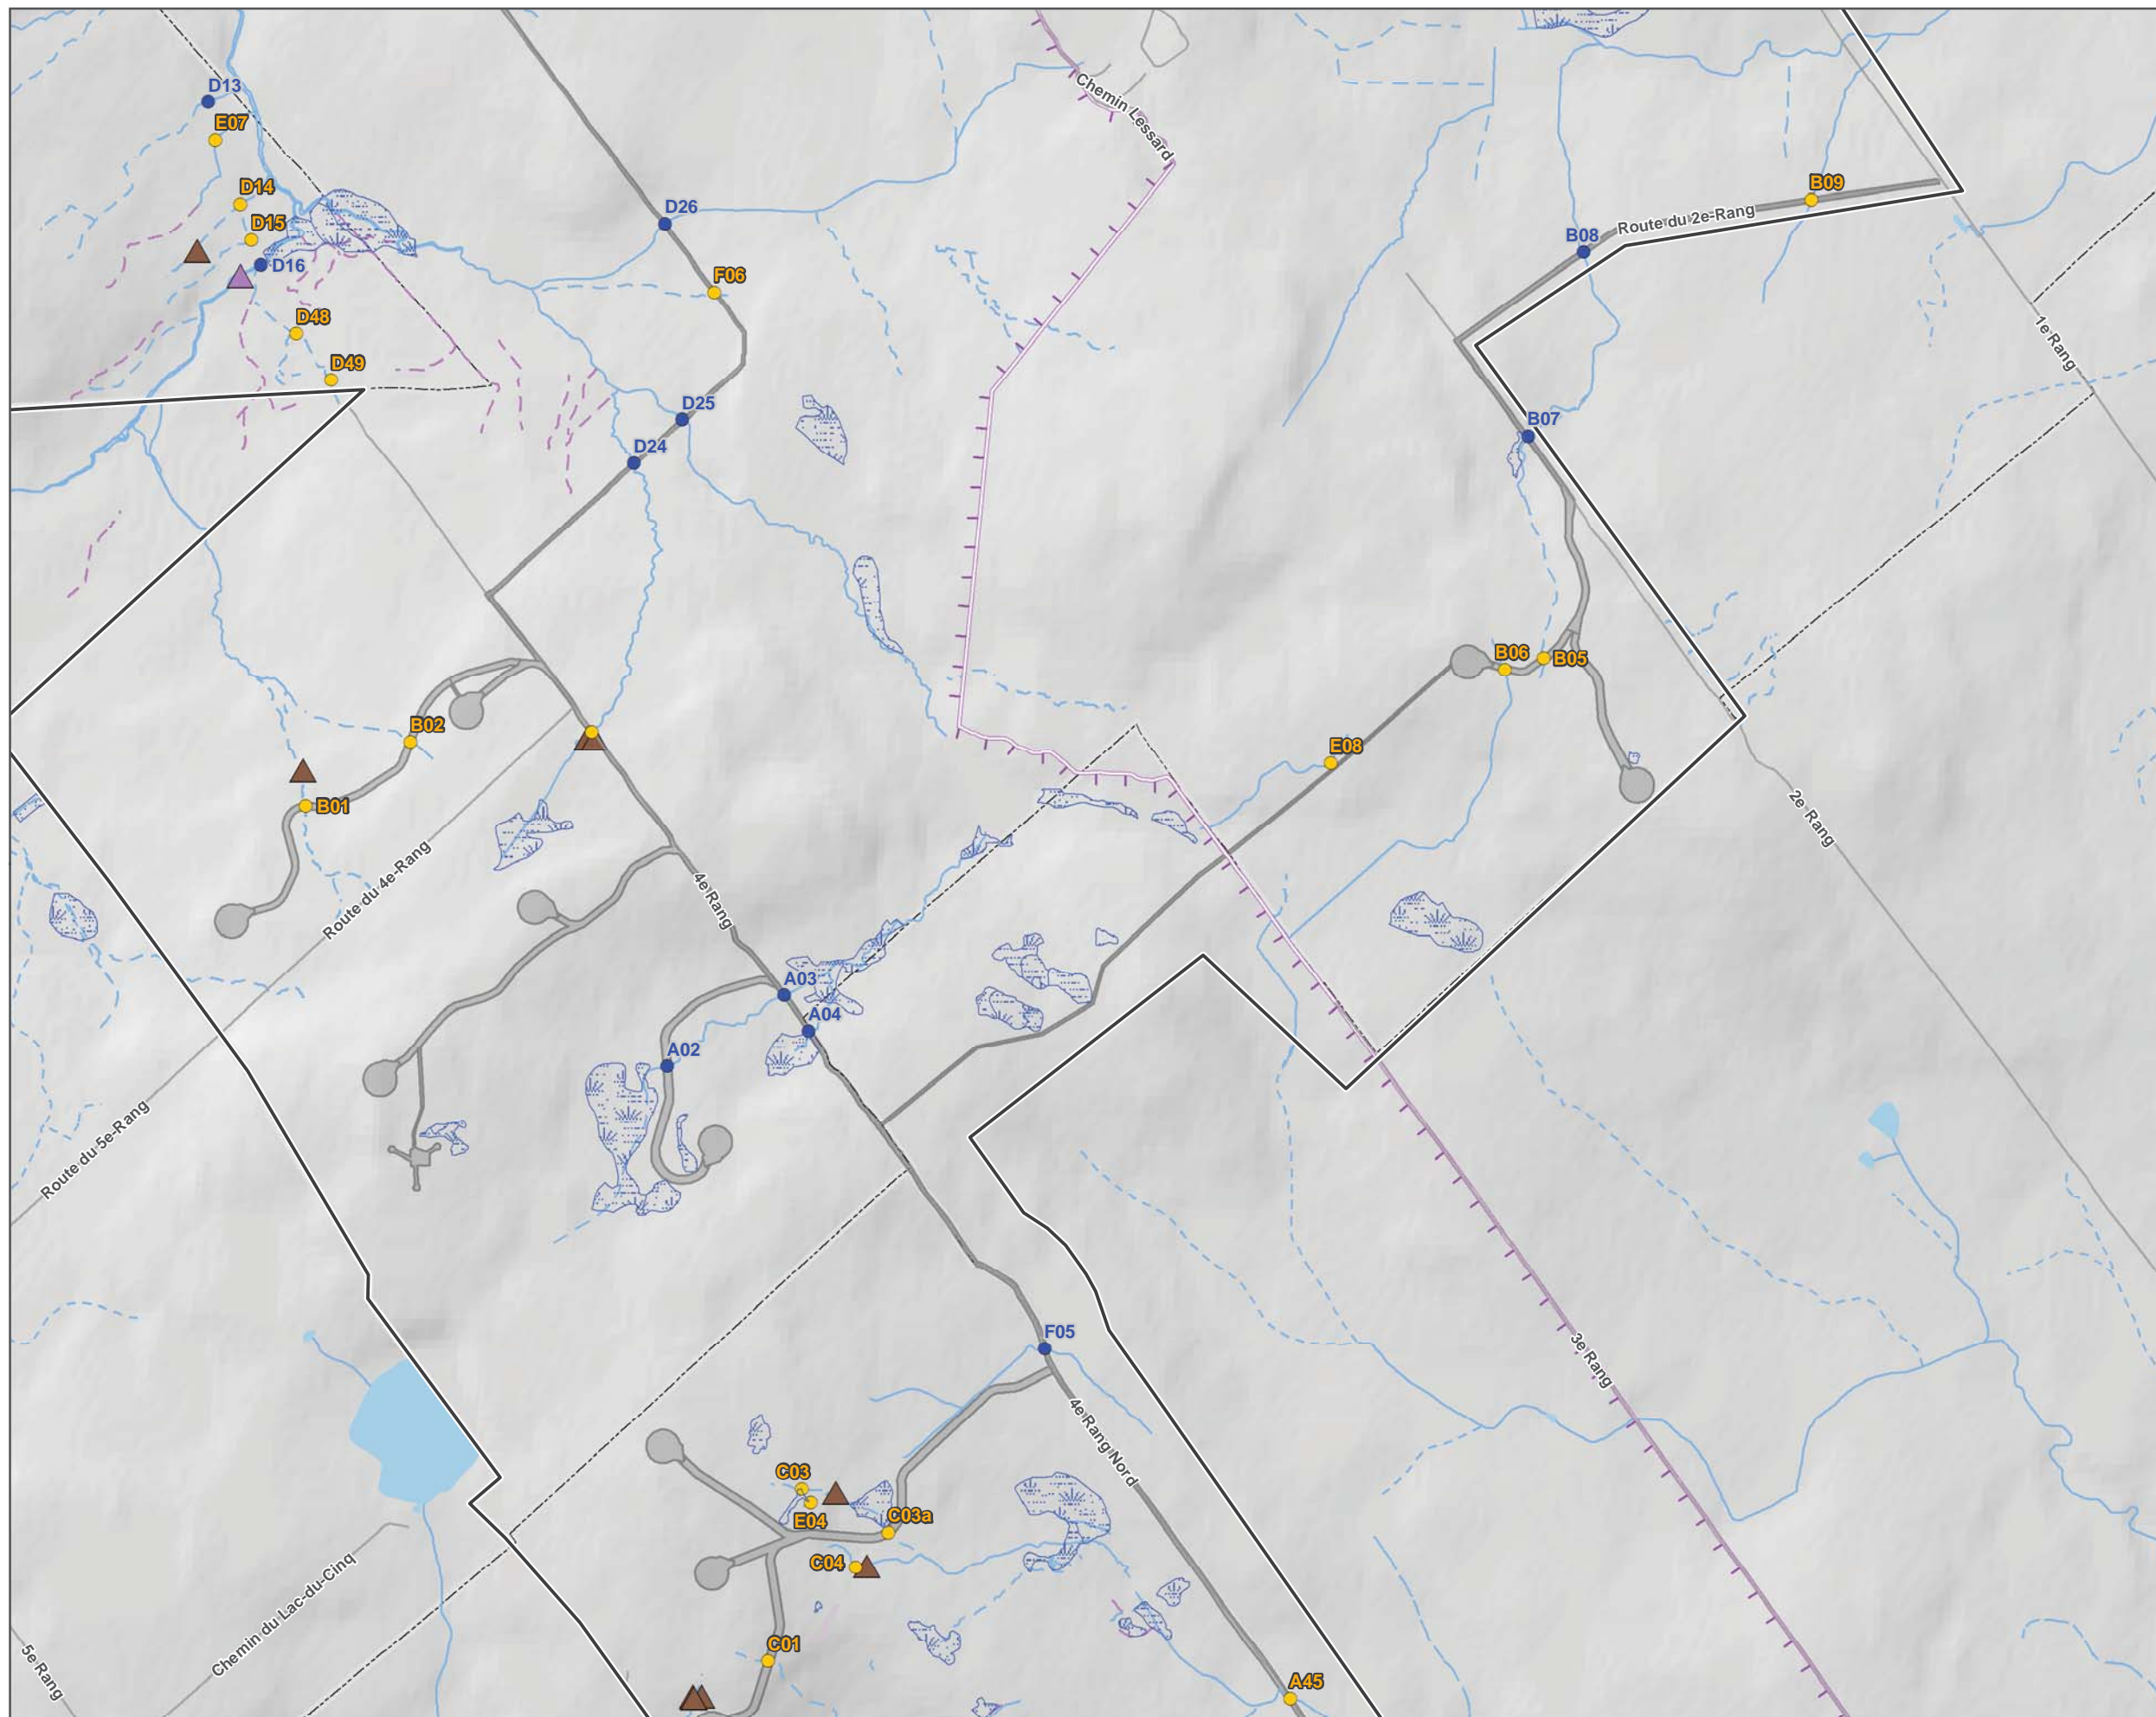 D13
Chemin Lessard
E07
D14
B09
D26
Route du 2e-Rang
D15
B08
D16
F06
D48
1e Rang
D49
D25
B07
D24
B06
B05
B02
E08
B01
2e Rang
Route du 4e-Rang
4e Rang
A03
A04
A02
Route du 5e-Rang
F05
3e Rang
4e Rang Nord
C03
C03a
E04
C04
Chemin du Lac-du-Cinq
C01
5e Rang
A45